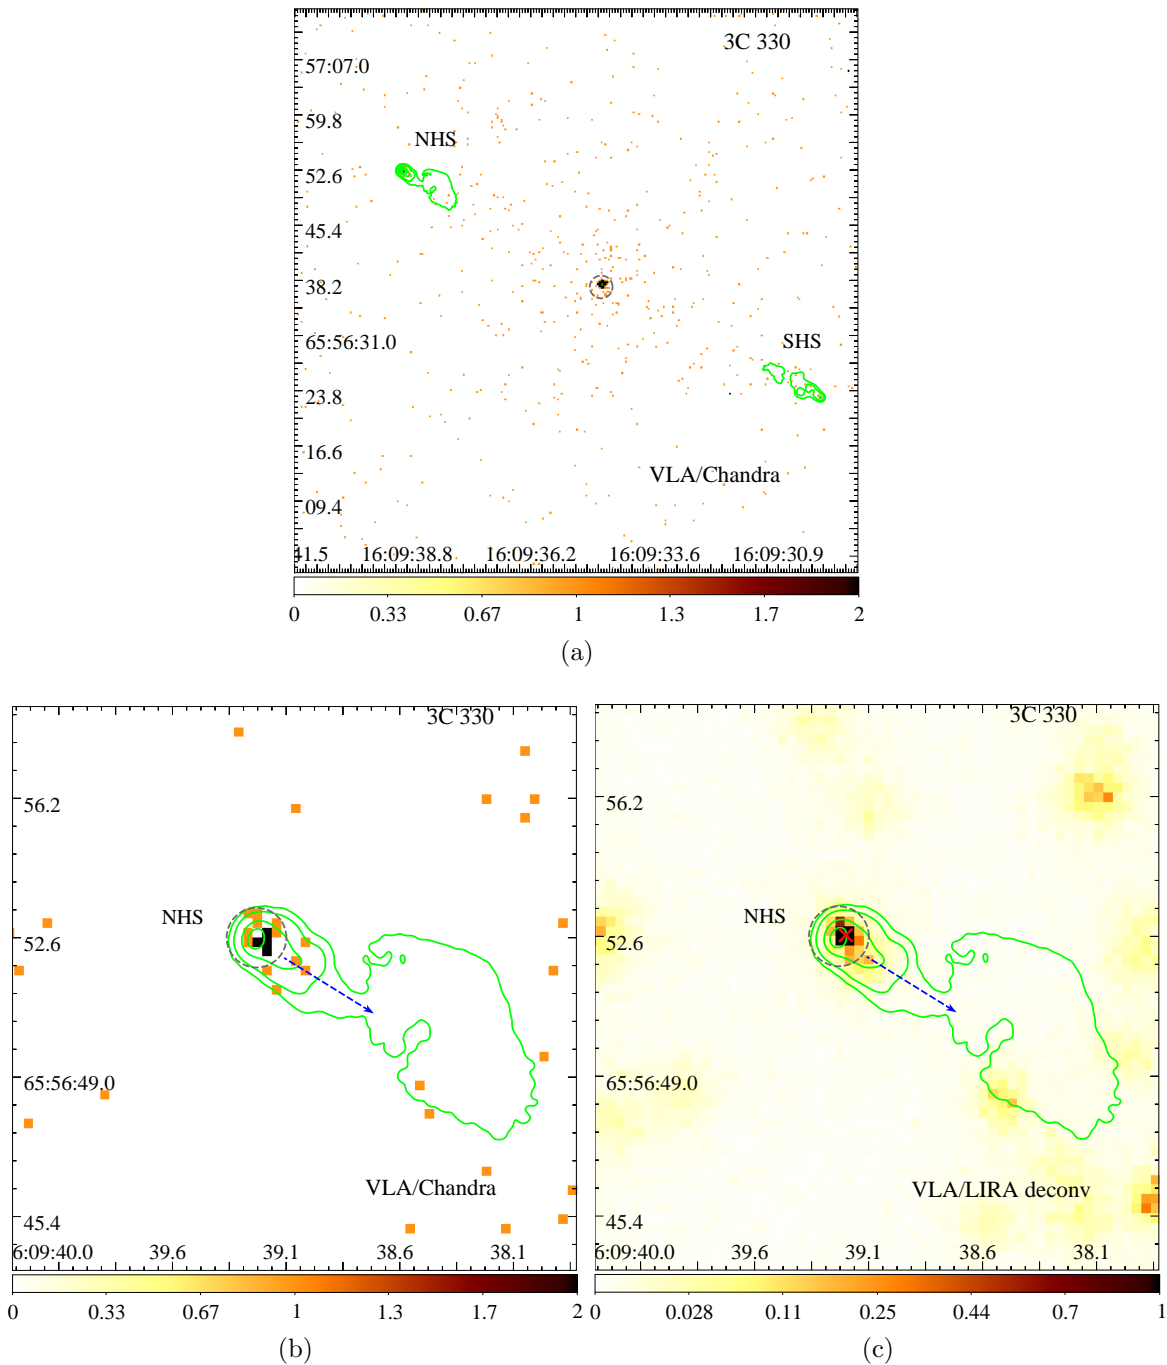 3C 330
57:07.0
59.8
NHS
52.6
45.4
38.2
65:56:31.0
SHS
23.8
16.6
VLA/Chandra
09.4
41.5 16:09:38.8 16:09:36.2 16:09:33.6 16:09:30.9
0 0.33 0.67 1 1.3 1.7 2
(a)
3C 330
56.2
NHS
52.6
65:56:49.0
VLA/Chandra
45.4
6:09:40.0 39.6 39.1 38.6 38.1
0 0.33 0.67 1 1.3 1.7 2
(b)
3C 330
56.2
NHS
52.6
65:56:49.0
VLA/LIRA deconv
45.4
6:09:40.0 39.6 39.1 38.6 38.1
0 0.028 0.11 0.25 0.44 0.7 1
(c)